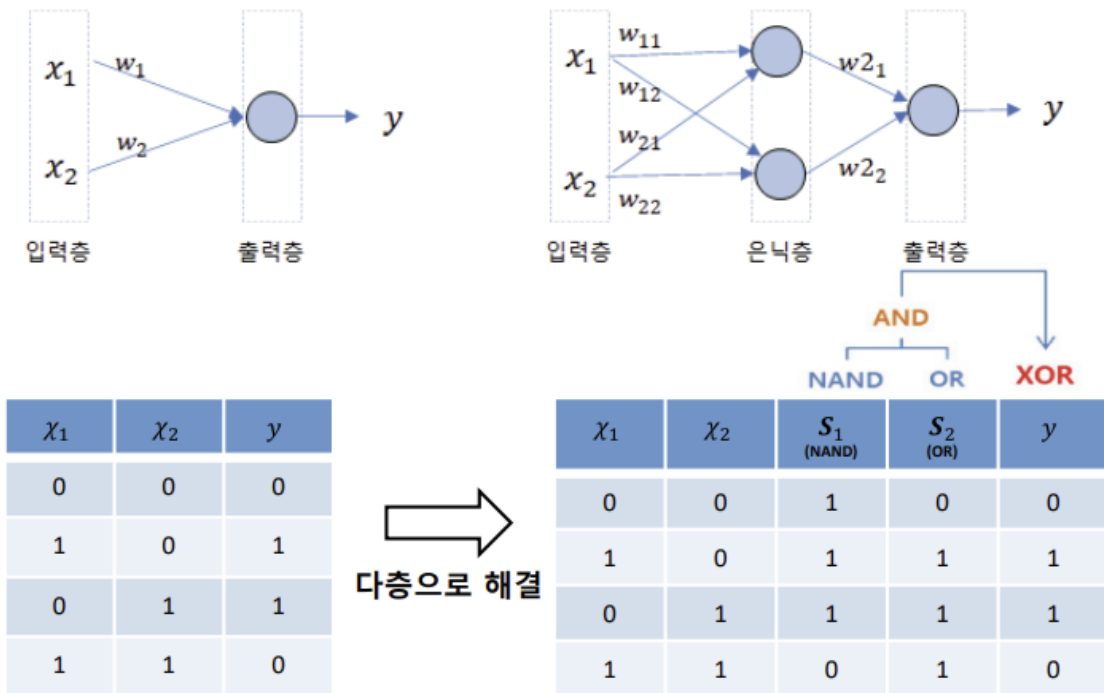 x₁ w₁ y
x₂ w₂
입력층 출력층
x₁ w₁₁ w₁₂ w2₁ y
x₂ w₂₁ w₂₂ w2₂
입력층 은닉층 출력층
AND
NAND OR XOR
χ₁ χ₂ y
0 0 0
1 0 1
0 1 1
1 1 0
다층으로 해결
χ₁ χ₂ S₁ S₂ y
(NAND) (OR)
0 0 1 0 0
1 0 1 1 1
0 1 1 1 1
1 1 0 1 0